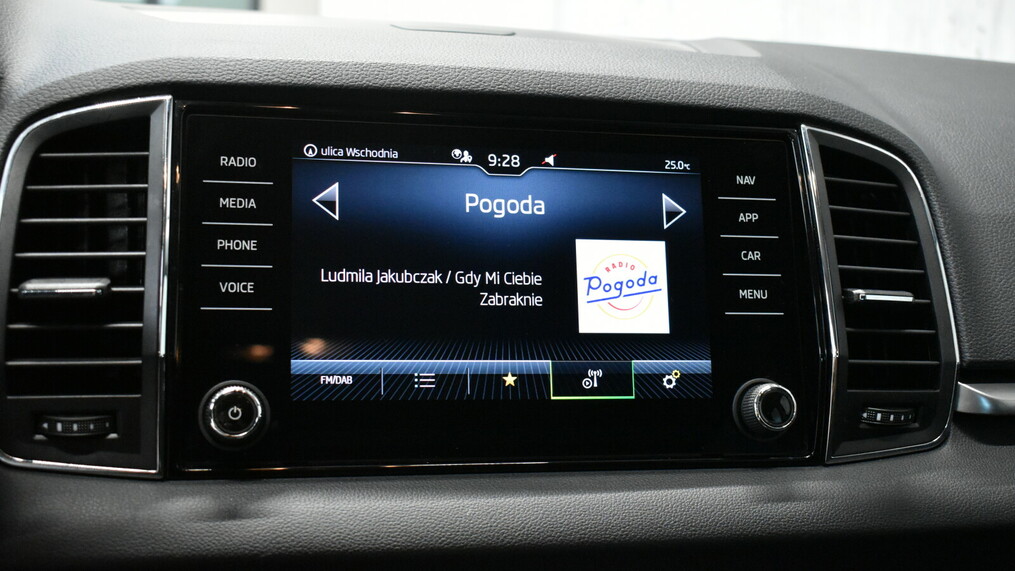 ulica Wschodnia
9:28
25.0°C
RADIO
MEDIA
PHONE
VOICE
Pogoda
Ludmila Jakubczak / Gdy Mi Ciebie
Zabraknie
RADIO
Pogoda
FM/DAB
NAV
APP
CAR
MENU